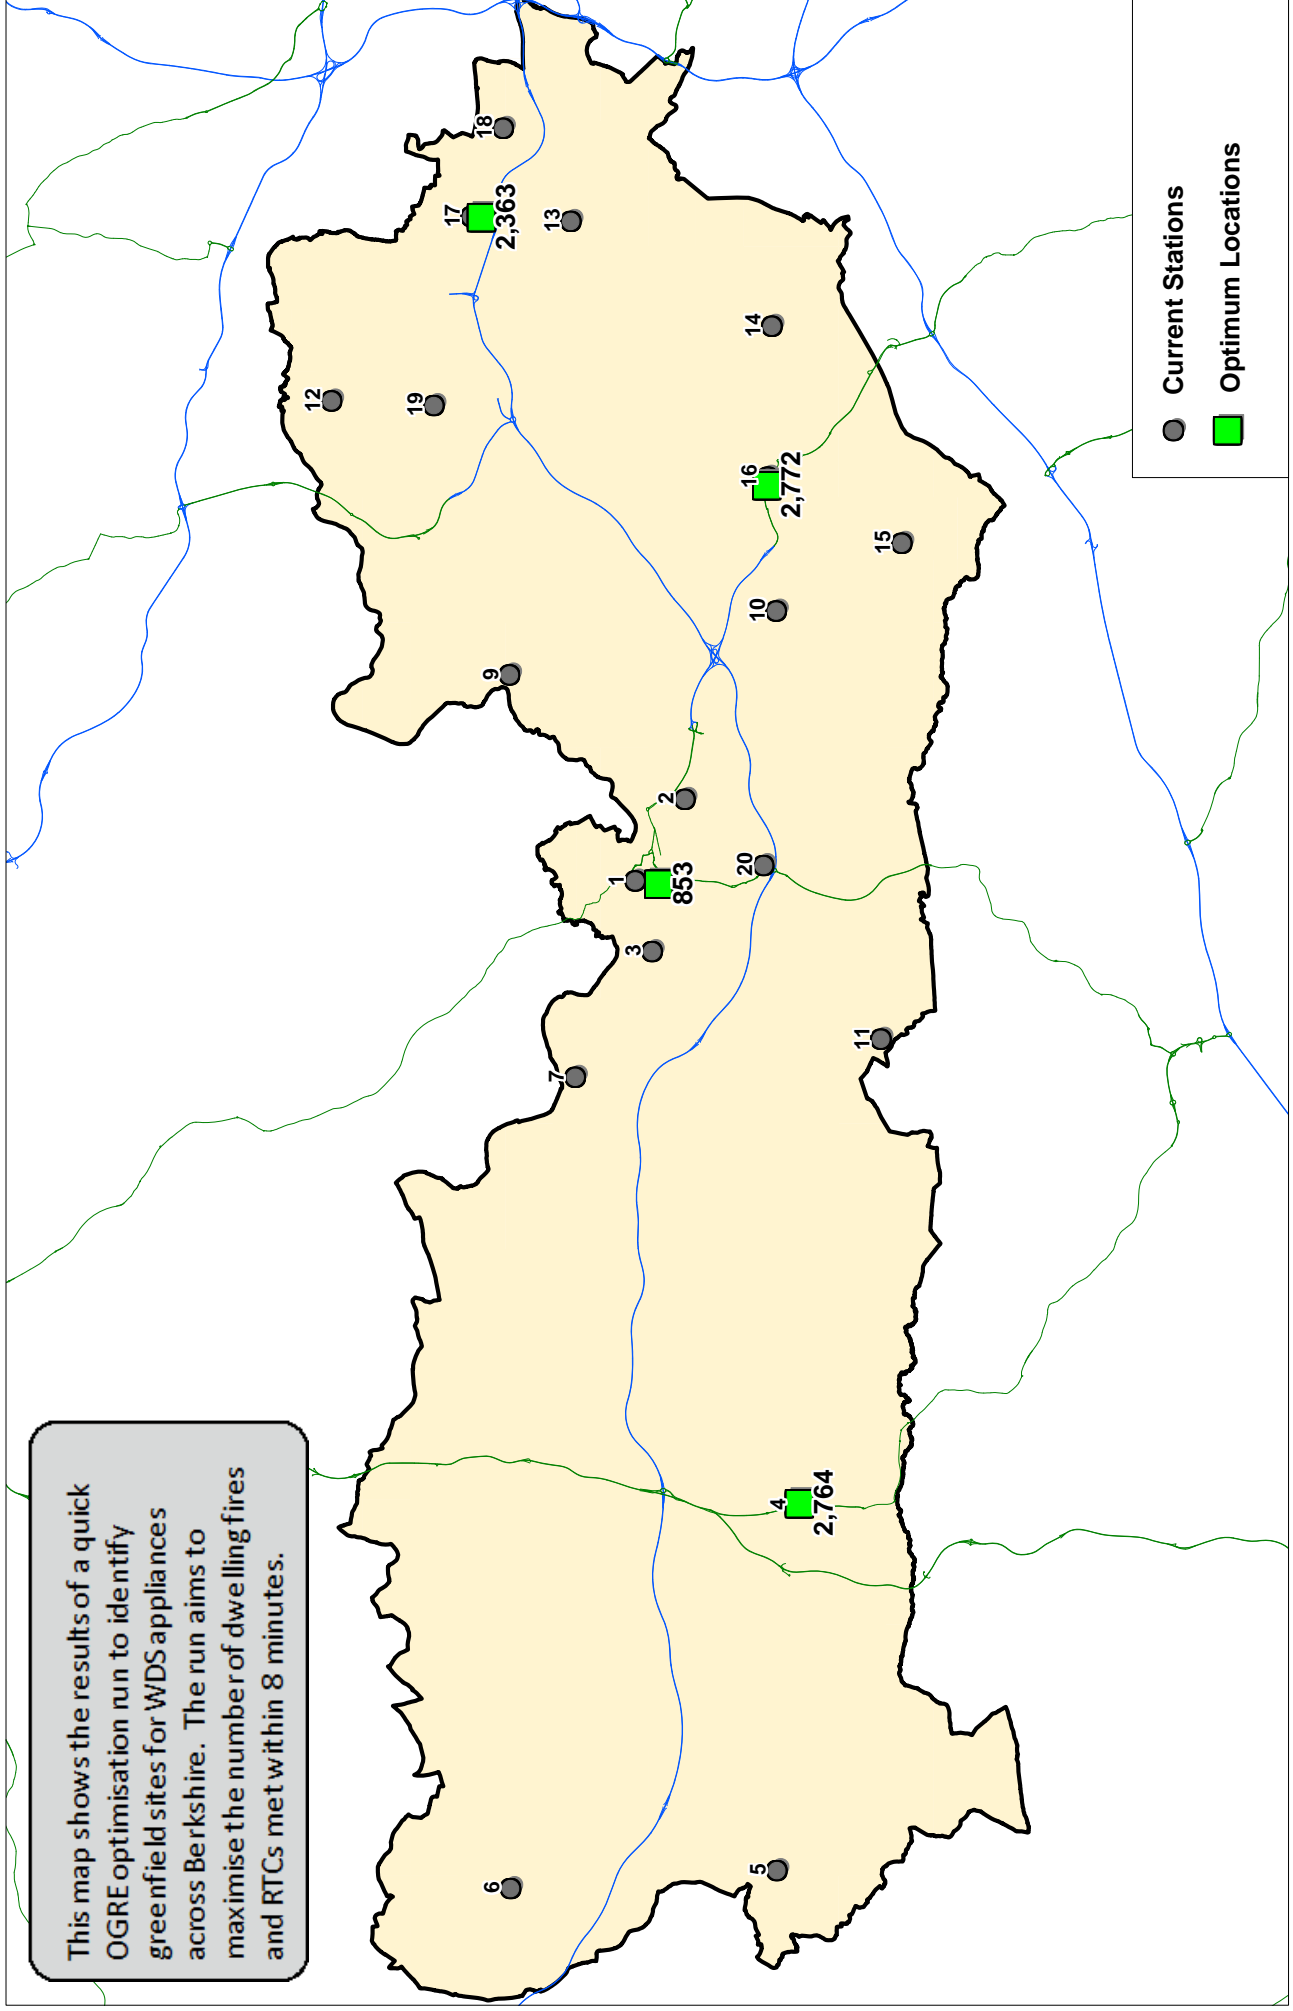 This map shows the results of a quick
OGRE optimisation run to identify
greenfield sites for WDS appliances
across Berkshire. The run aims to
maximise the number of dwelling fires
and RTCs met within 8 minutes.
6
5
4
2,764
7
11
3
1
853
20
2
9
10
15
16
2,772
19
12
14
17
2,363
13
18
Current Stations
Optimum Locations